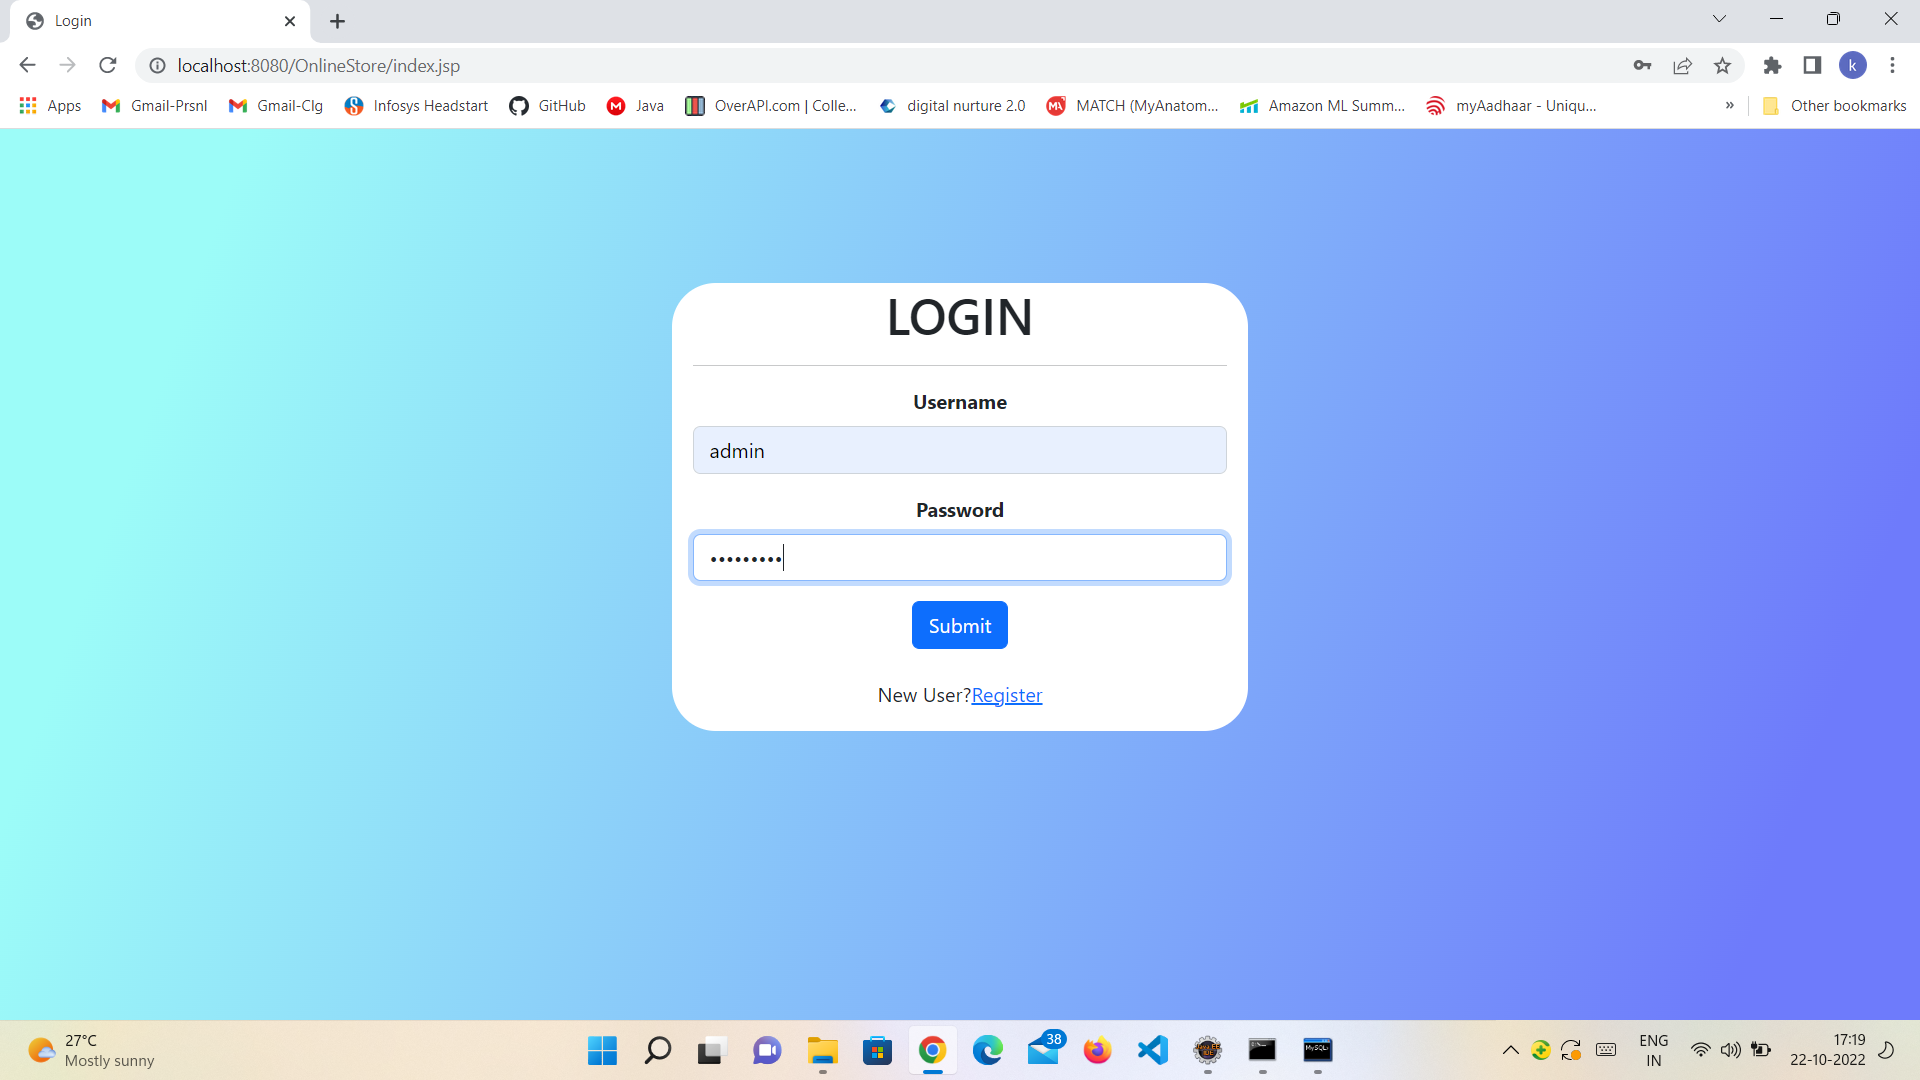 Login
localhost:8080/OnlineStore/index.jsp
k
Apps
Gmail-Prsnl
Gmail-Clg
Infosys Headstart
GitHub
Java
OverAPI.com | Colle...
digital nurture 2.0
MATCH (MyAnatom...
Amazon ML Summ...
myAadhaar - Uniqu...
»
Other bookmarks
LOGIN
Username
admin
Password
•••••••••
Submit
New User?Register
27°C
Mostly sunny
38
ENG
IN
17:19
22-10-2022